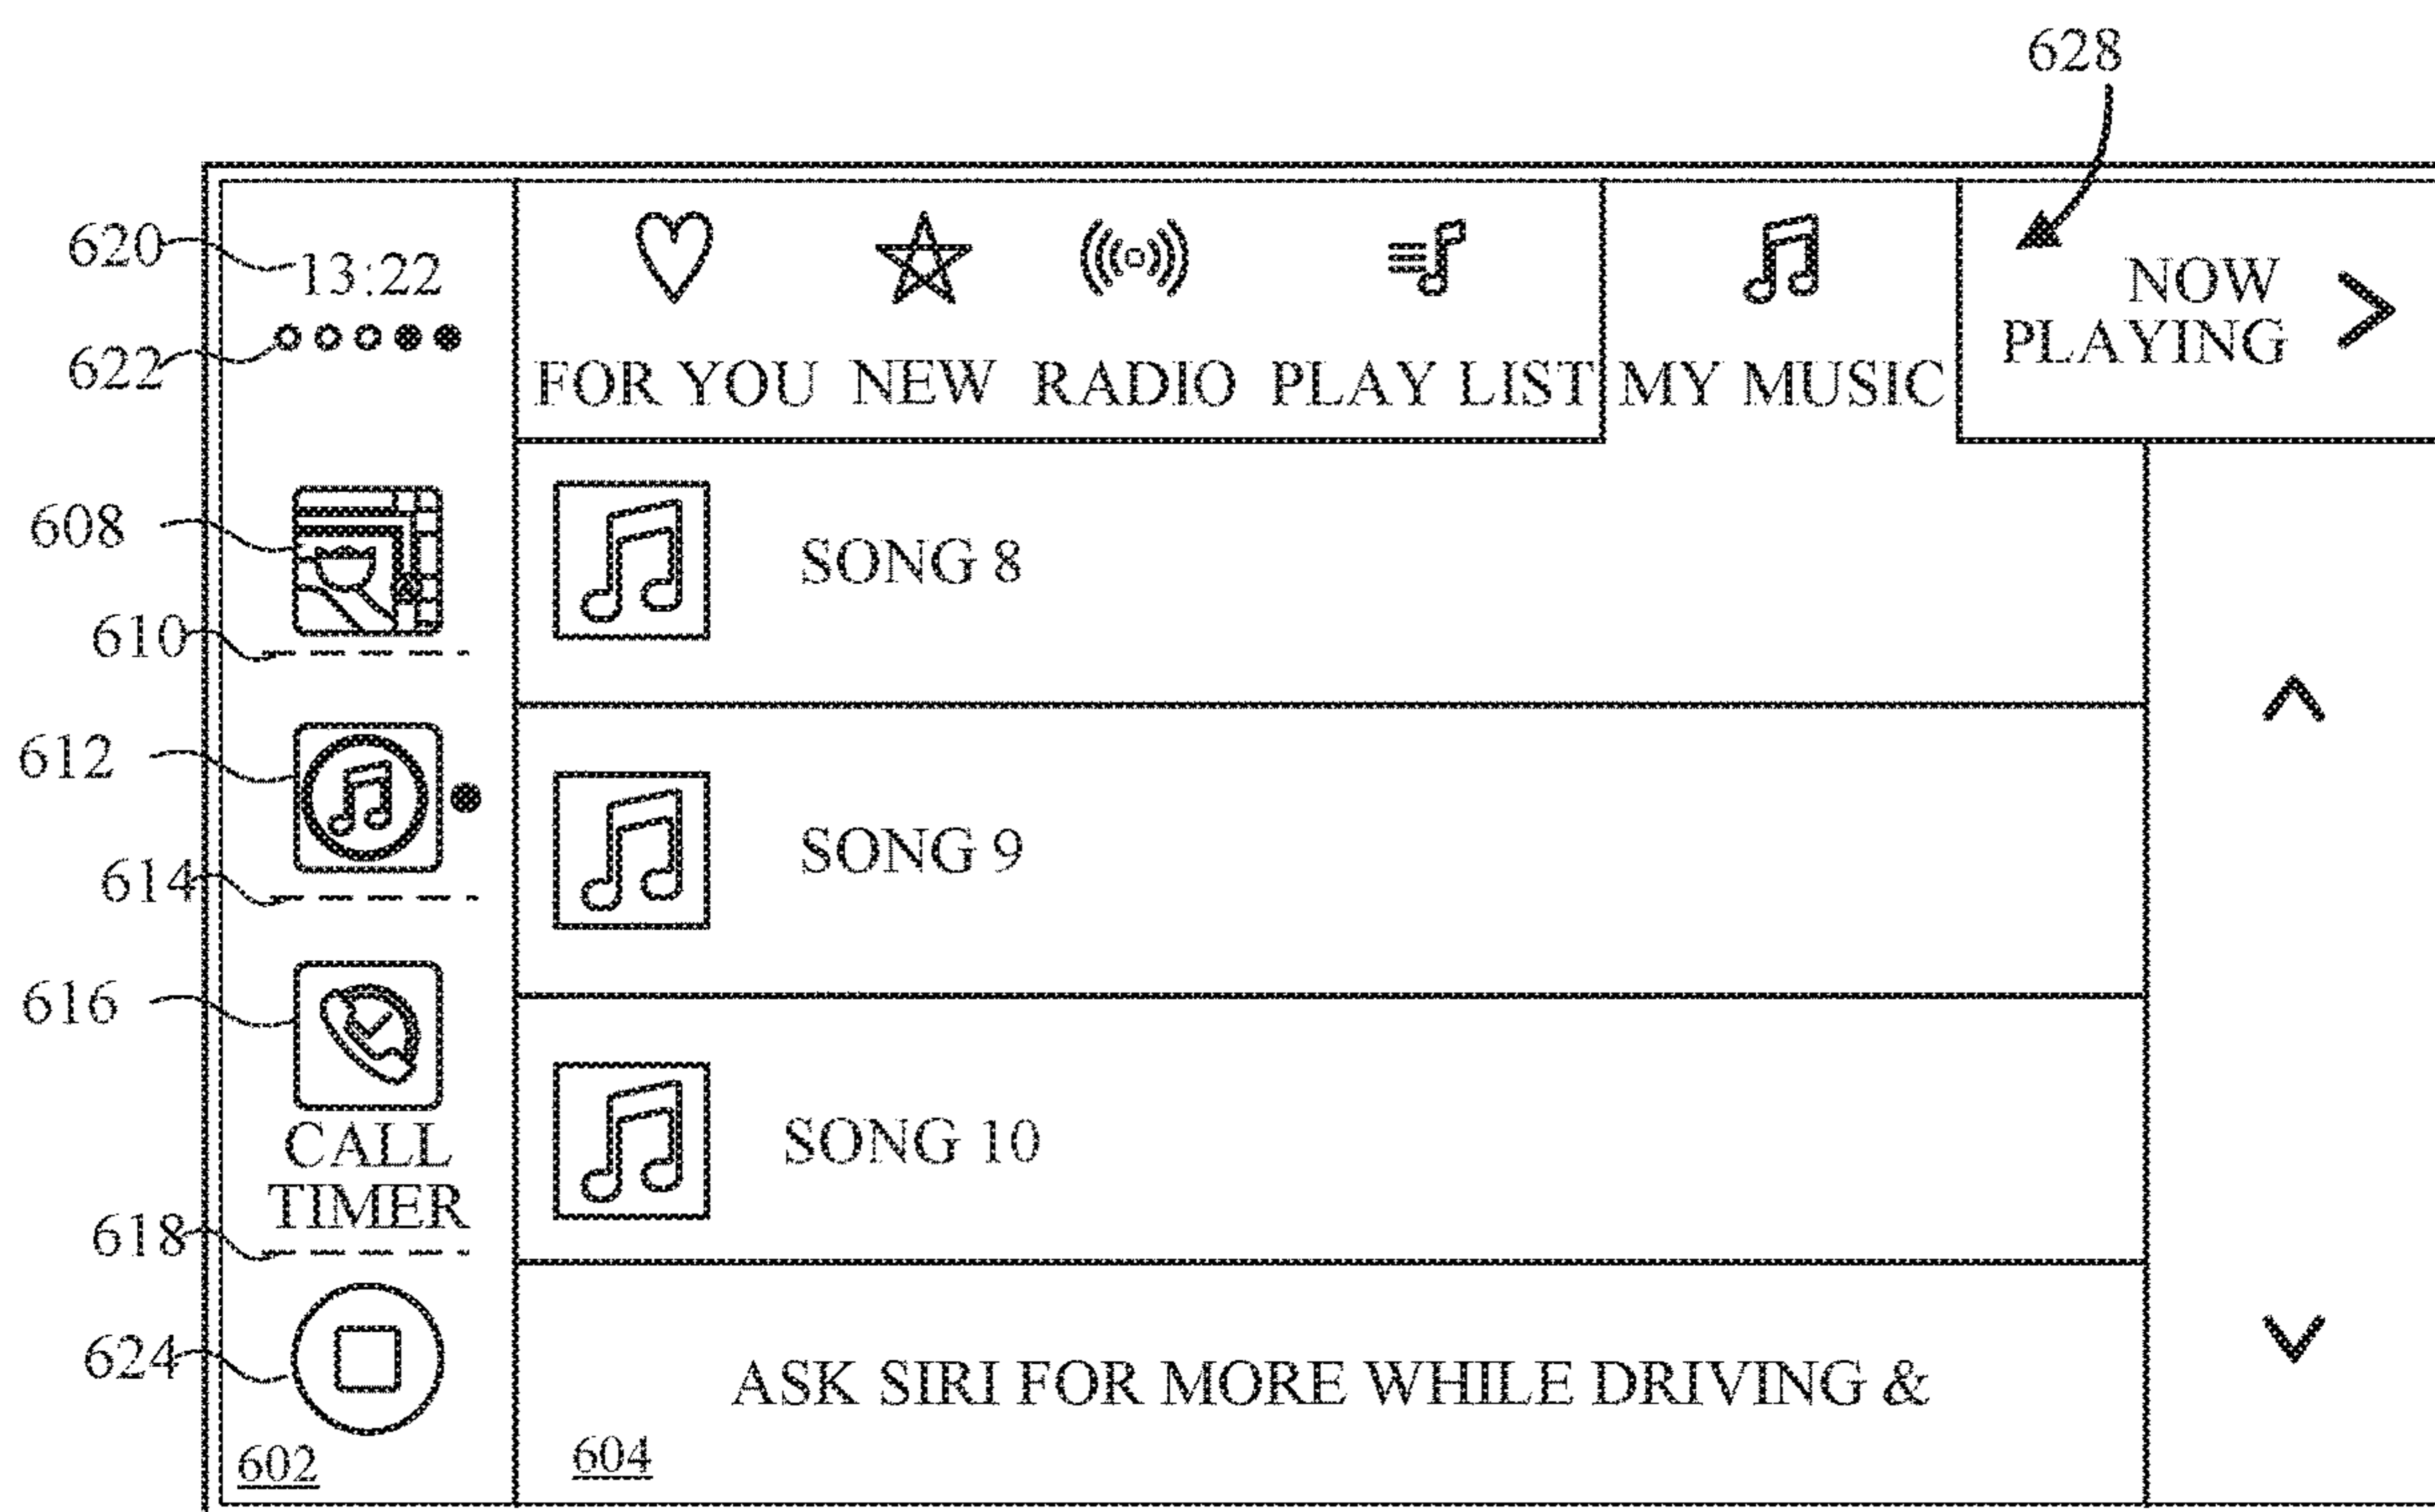 628
620
13:22
622
FOR YOU NEW RADIO PLAY LIST MY MUSIC
NOW
PLAYING
608
SONG 8
610
612
SONG 9
614
616
SONG 10
CALL
TIMER
618
624
ASK SIRI FOR MORE WHILE DRIVING &
602
604